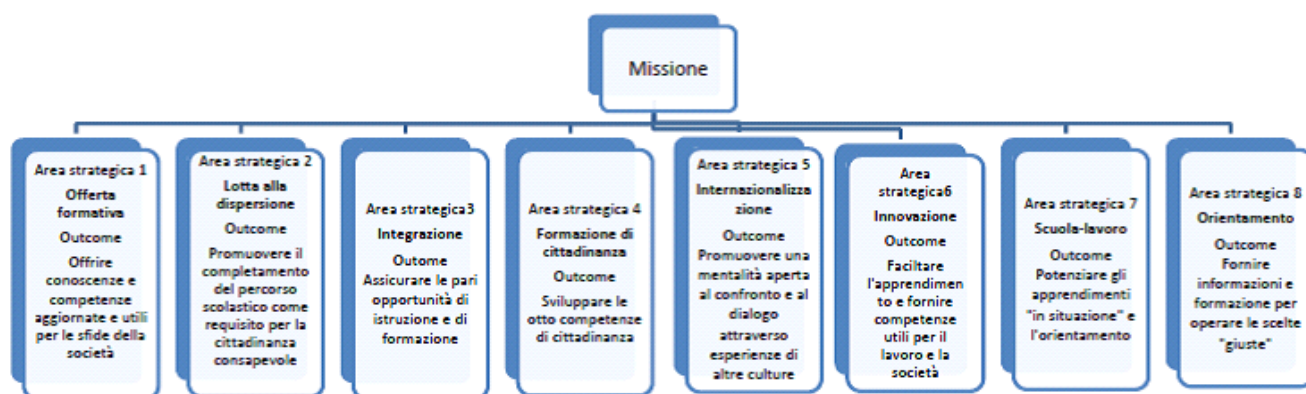 Missione
Area strategica 1
Offerta
formativa
Outcome
Offrire
conoscenze e
competenze
aggiornate e utili
per le sfide della
società
Area strategica 2
Lotta alla
dispersione
Outcome
Promuovere il
completamento
del percorso
scolastico come
requisito per la
cittadinanza
consapevole
Area strategica3
Integrazione
Outome
Assicurare le pari
opportunità di
istruzione e di
formazione
Area strategica 4
Formazione di
cittadinanza
Outcome
Sviluppare le
otto competenze
di cittadinanza
Area strategica 5
Internazionalizza
zione
Outcome
Promuovere una
mentalità aperta
al confronto e al
dialogo
attraverso
esperienze di
altre culture
Area
strategica6
Innovazione
Outcome
Faciltare
l'apprendimen
to e fornire
competenze
utili per il
lavoro e la
società
Area strategica 7
Scuola-lavoro
Outcome
Potenziare gli
apprendimenti
"in situazione" e
l'orientamento
Area strategica 8
Orientamento
Outcome
Fornire
informazioni e
formazione per
operare le scelte
"giuste"